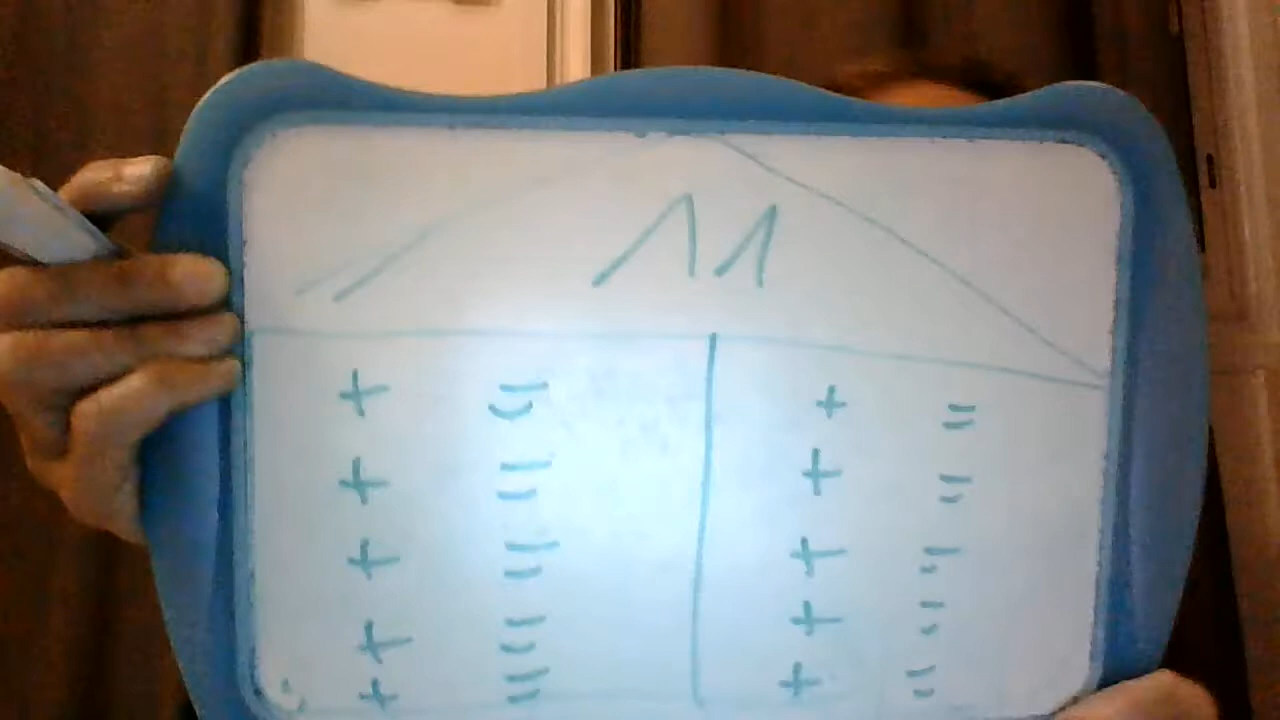 11
+ = + =
+ = + =
+ = + =
+ = + =
+ = + =